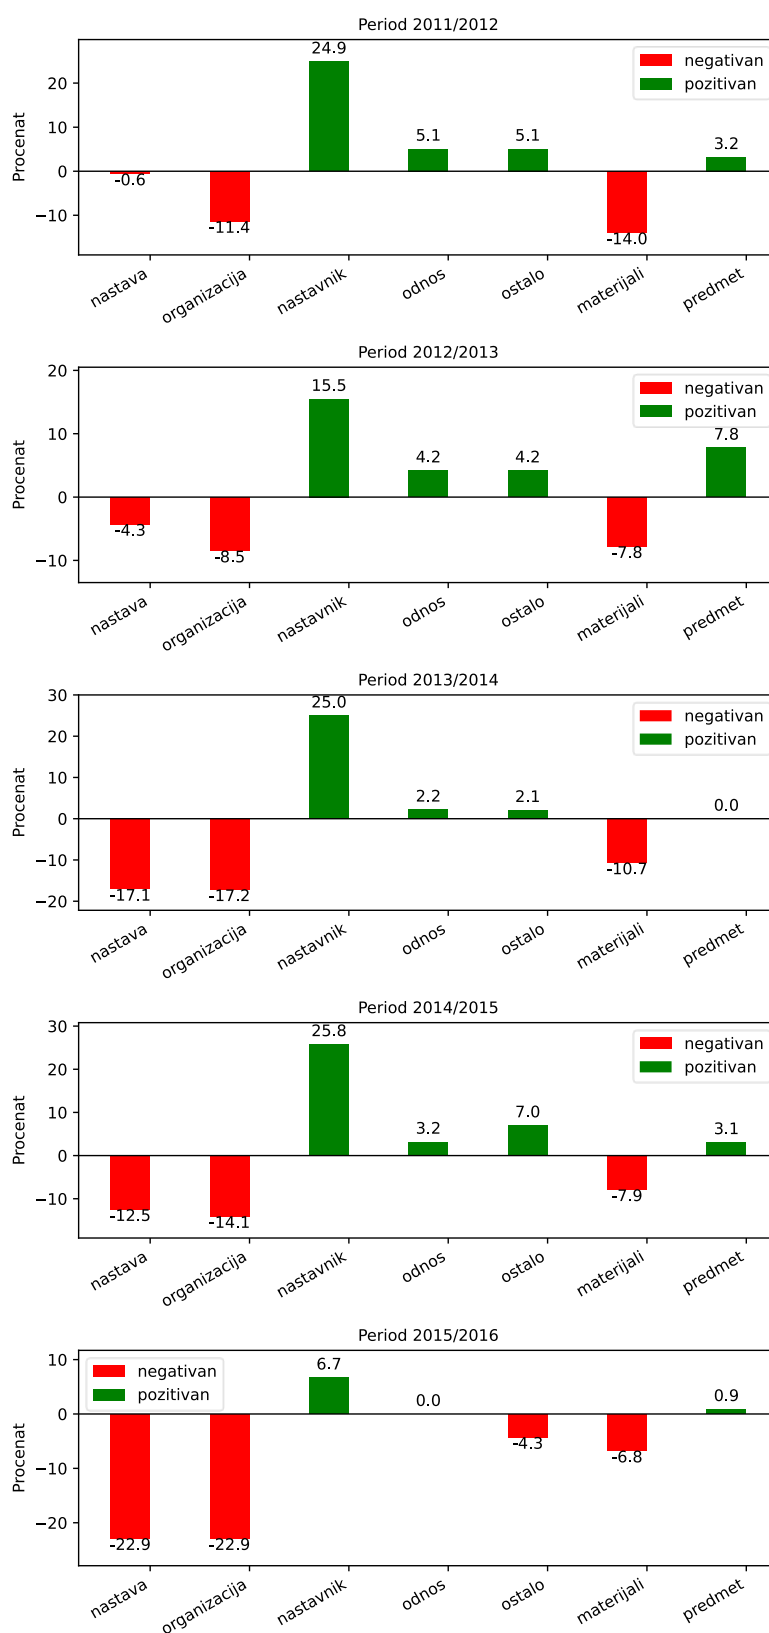 Period 2011/2012
24.9
negativan
pozitivan
20
10
5.1
5.1
3.2
0
-0.6
−10
-11.4
-14.0
Procenat
nastava
organizacija
nastavnik
odnos
ostalo
materijali
predmet
Period 2012/2013
20
15.5
negativan
pozitivan
10
7.8
4.2
4.2
0
-4.3
-8.5
-7.8
−10
Procenat
nastava
organizacija
nastavnik
odnos
ostalo
materijali
predmet
Period 2013/2014
30
25.0
negativan
pozitivan
20
10
2.2
2.1
0.0
0
−10
-10.7
-17.1
-17.2
−20
Procenat
nastava
organizacija
nastavnik
odnos
ostalo
materijali
predmet
Period 2014/2015
30
25.8
negativan
pozitivan
20
10
7.0
3.2
3.1
0
-7.9
−10
-12.5
-14.1
Procenat
nastava
organizacija
nastavnik
odnos
ostalo
materijali
predmet
Period 2015/2016
10
negativan
pozitivan
6.7
0.0
0.9
0
-4.3
-6.8
−10
−20
-22.9
-22.9
Procenat
nastava
organizacija
nastavnik
odnos
ostalo
materijali
predmet